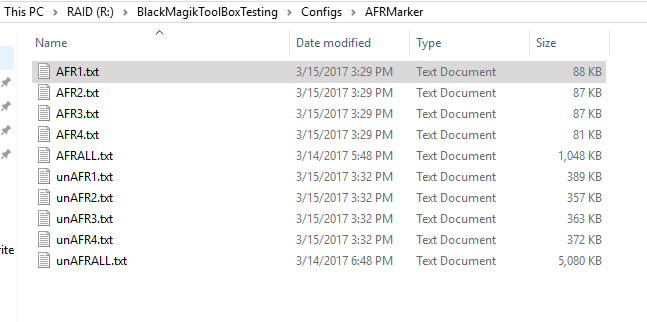 This PC > RAID (R:) > BlackMagikToolBoxTesting > Configs > AFRMarker
Name Date modified Type Size
AFR1.txt 3/15/2017 3:29 PM Text Document 88 KB
AFR2.txt 3/15/2017 3:29 PM Text Document 87 KB
AFR3.txt 3/15/2017 3:29 PM Text Document 87 KB
AFR4.txt 3/15/2017 3:29 PM Text Document 81 KB
AFRALL.txt 3/14/2017 5:48 PM Text Document 1,048 KB
unAFR1.txt 3/15/2017 3:32 PM Text Document 389 KB
unAFR2.txt 3/15/2017 3:32 PM Text Document 357 KB
unAFR3.txt 3/15/2017 3:32 PM Text Document 363 KB
unAFR4.txt 3/15/2017 3:32 PM Text Document 372 KB
rite
unAFRALL.txt 3/14/2017 6:48 PM Text Document 5,080 KB